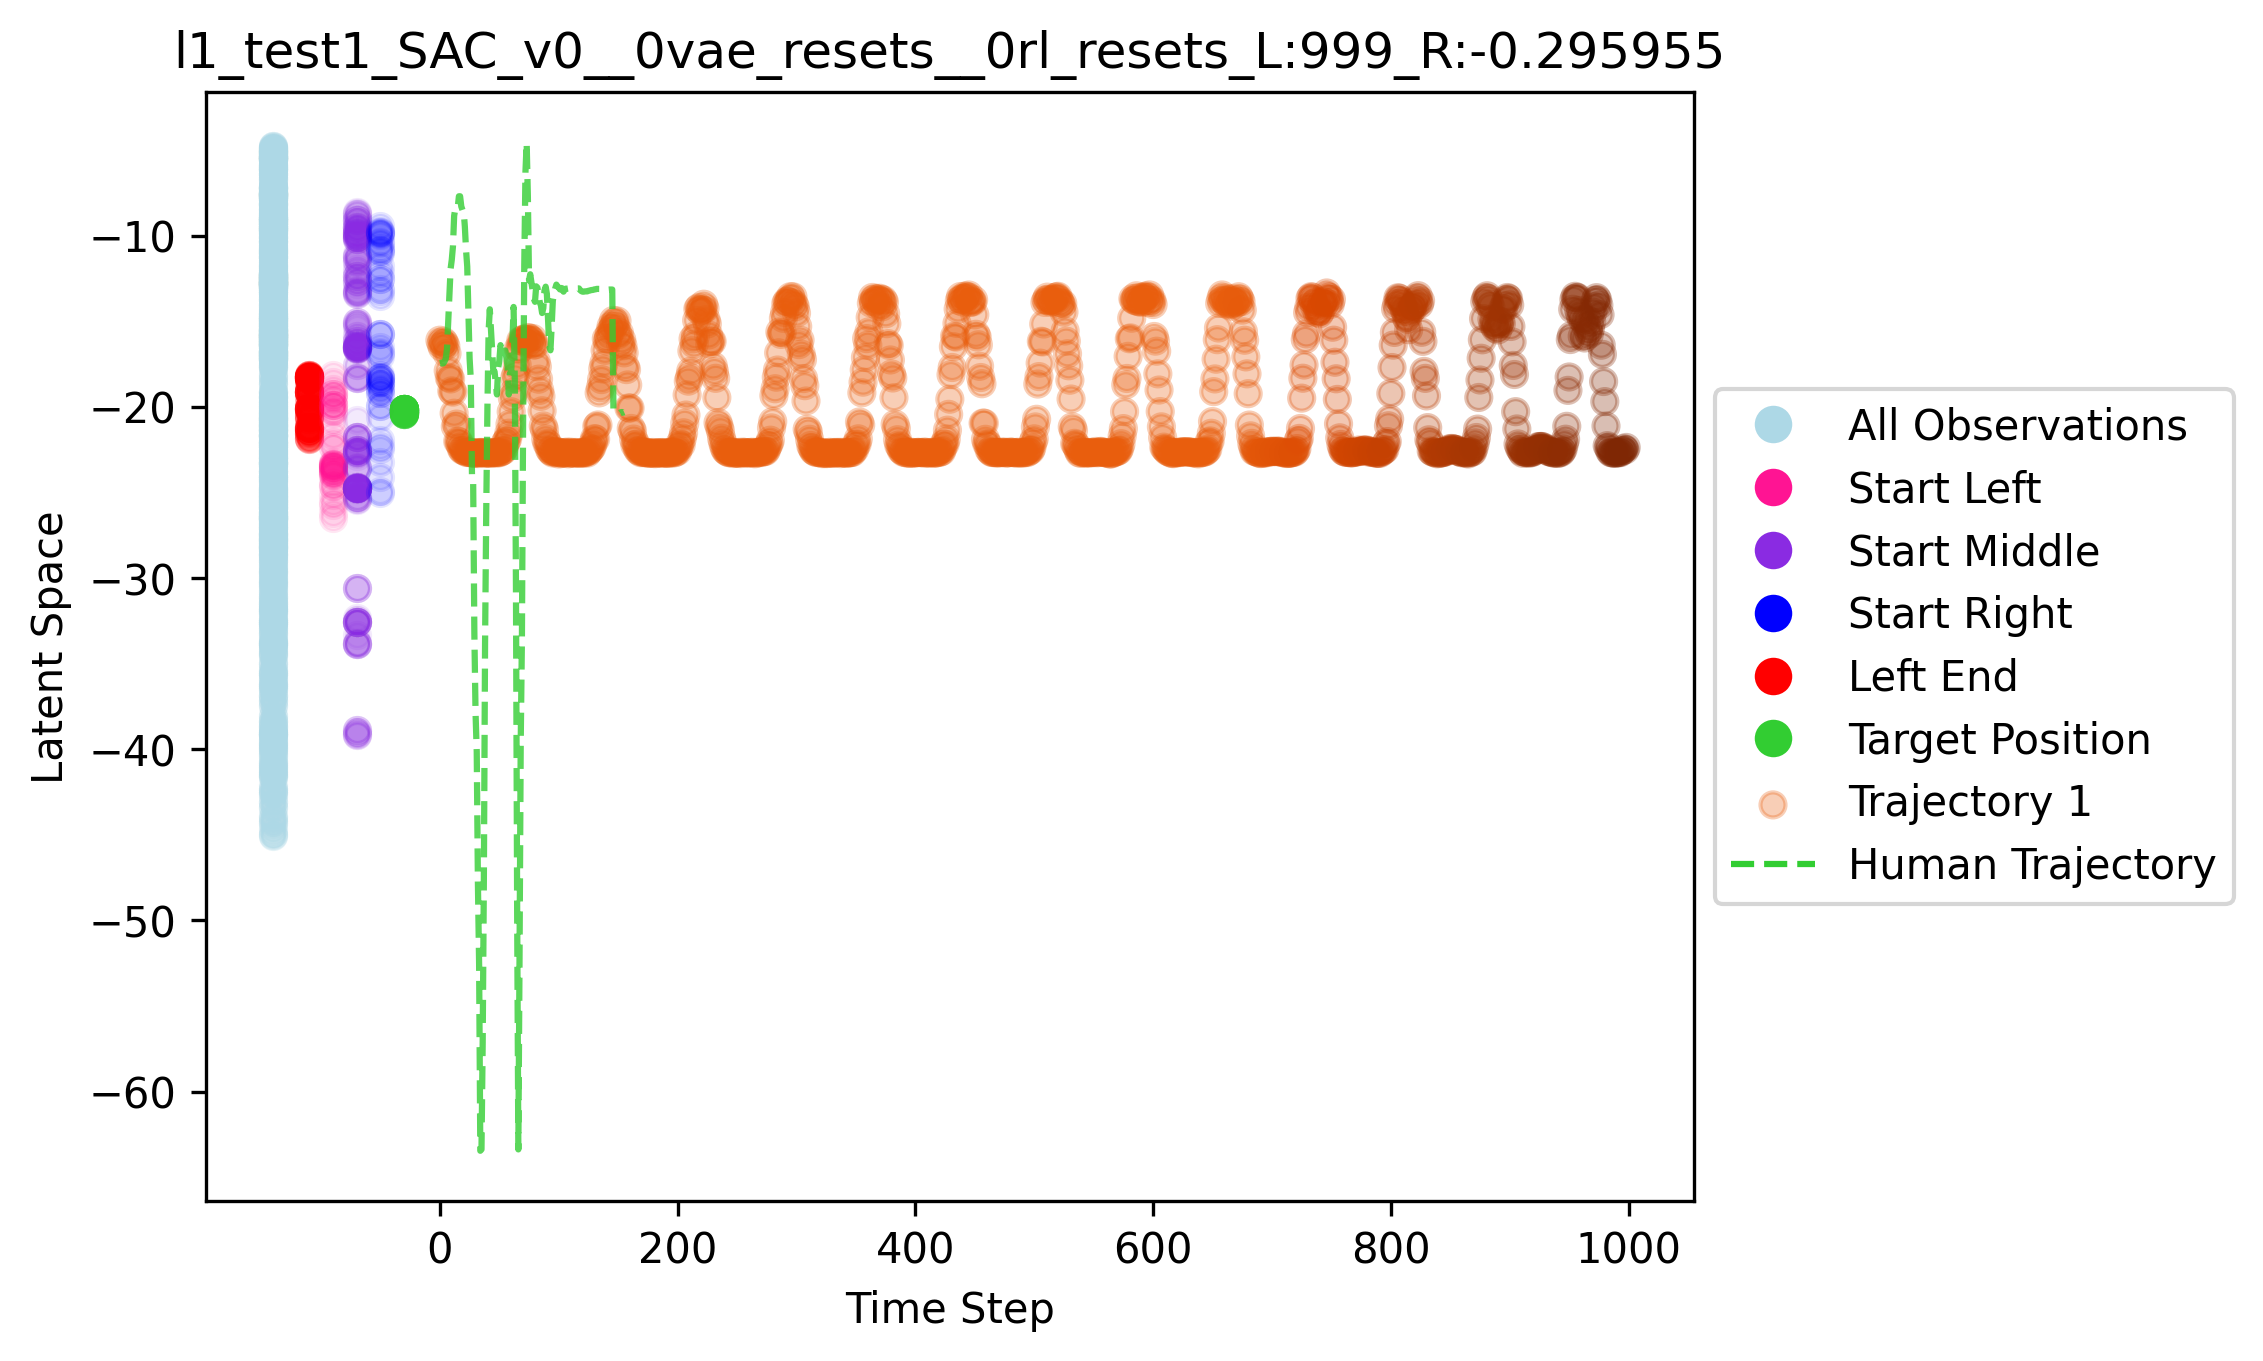 l1_test1_SAC_v0__0vae_resets__0rl_resets_L:999_R:-0.295955
−10
−20
−30
−40
−50
−60
Latent Space
0 200 400 600 800 1000
Time Step
All Observations
Start Left
Start Middle
Start Right
Left End
Target Position
Trajectory 1
Human Trajectory